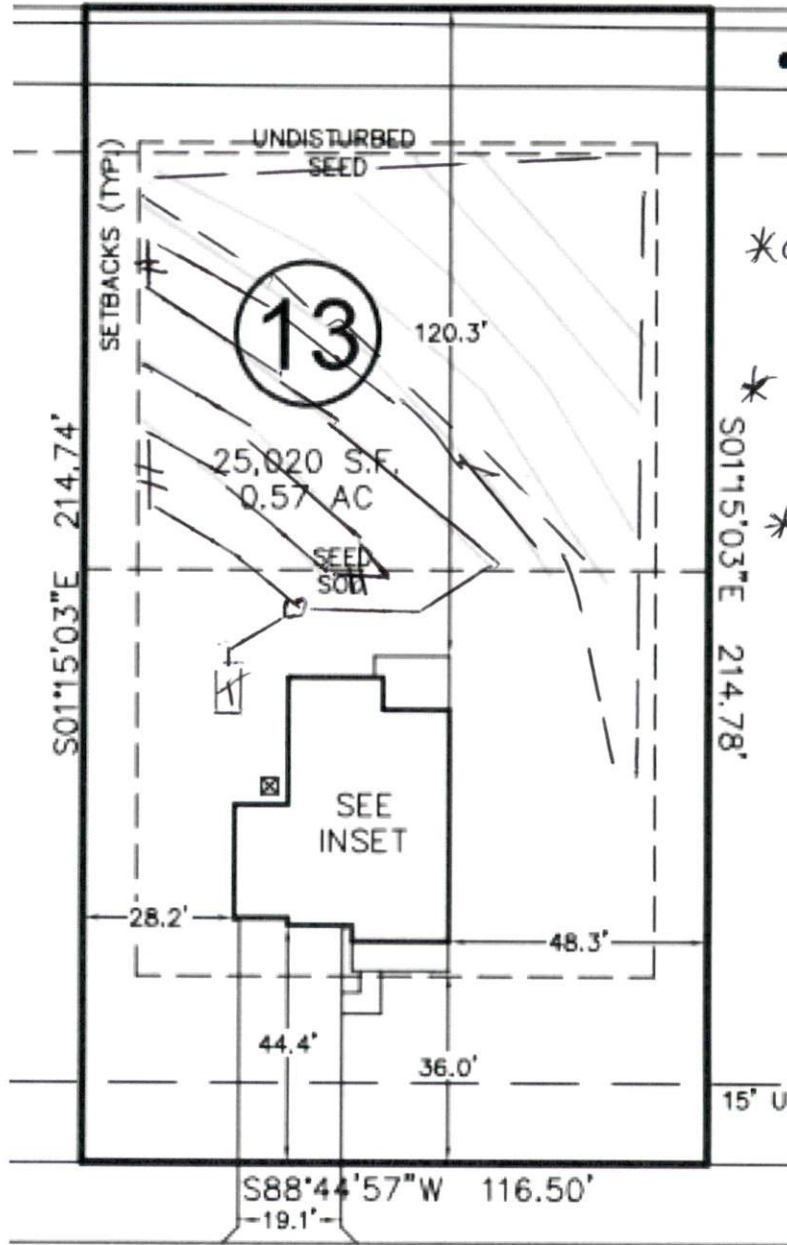 UNDISTURBED
SEED
SETBACKS (TYP.)
13
120.3'
25,020 S.F.
0.57 AC
SEED
SOD
S01°15'03"E 214.74'
S01°15'03"E 214.78'
SEE
INSET
28.2'
48.3'
44.4'
36.0'
15' U
S88°44'57"W 116.50'
19.1'